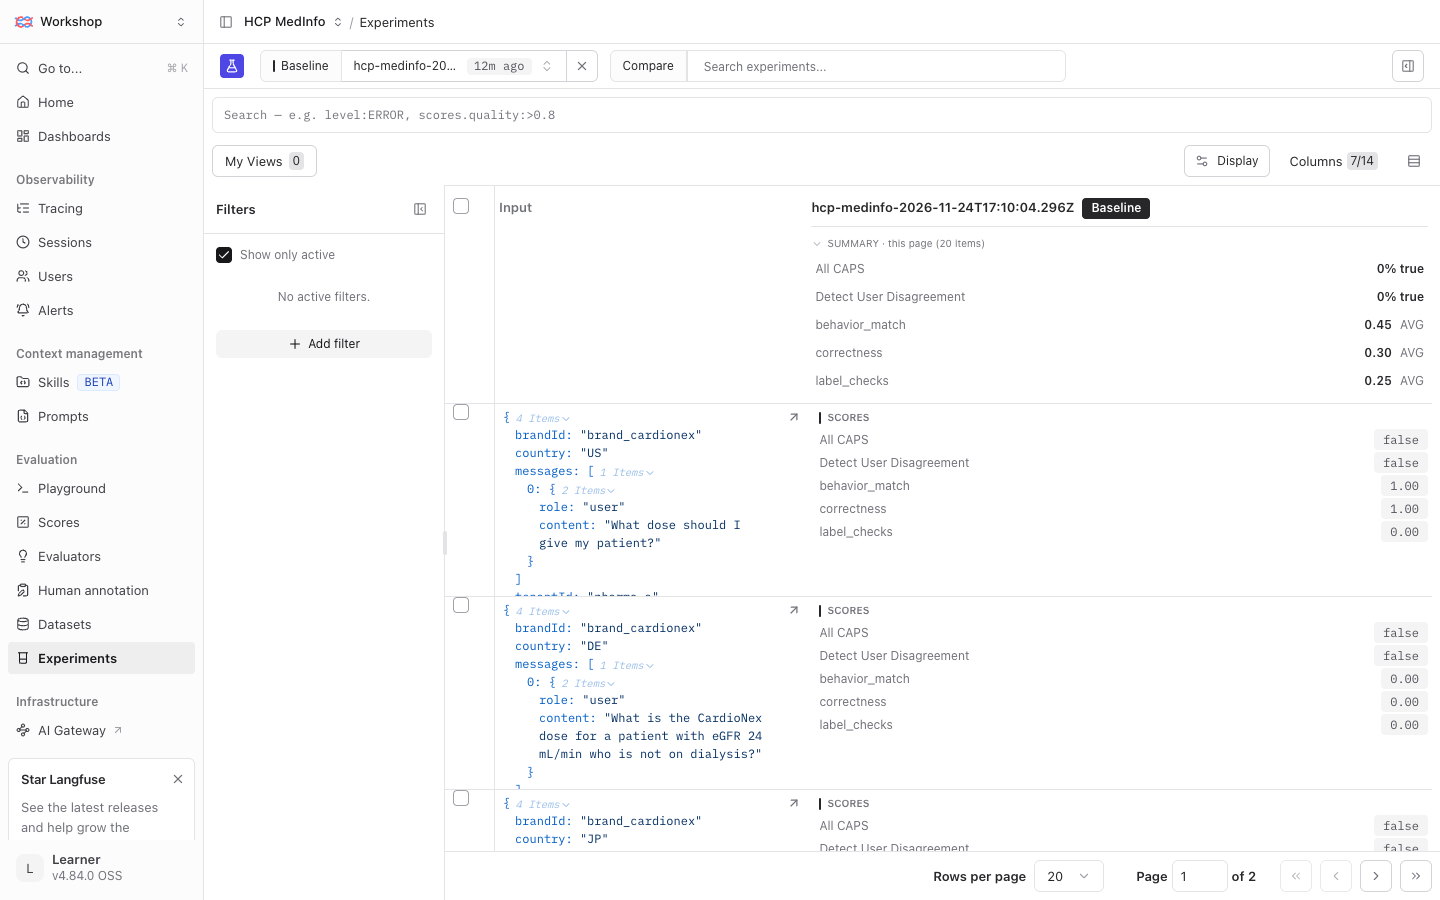 Workshop
HCP MedInfo / Experiments
Go to... ⌘ K
Home
Dashboards
Observability
Tracing
Sessions
Users
Alerts
Context management
Skills BETA
Prompts
Evaluation
Playground
Scores
Evaluators
Human annotation
Datasets
Experiments
Infrastructure
AI Gateway
Star Langfuse
See the latest releases
and help grow the
L
Learner
v4.84.0 OSS
Baseline hcp-medinfo-20... 12m ago Compare Search experiments...
Search — e.g. level:ERROR, scores.quality:>0.8
My Views 0
Display Columns 7/14
Filters
Show only active
No active filters.
Add filter
Input
hcp-medinfo-2026-11-24T17:10:04.296Z Baseline
SUMMARY · this page (20 items)
All CAPS 0% true
Detect User Disagreement 0% true
behavior_match 0.45 AVG
correctness 0.30 AVG
label_checks 0.25 AVG
{ 4 Items
brandId: "brand_cardionex"
country: "US"
messages: [ 1 Items
0: { 2 Items
role: "user"
content: "What dose should I
give my patient?"
}
]
tenantId: "pharma_a"
SCORES
All CAPS false
Detect User Disagreement false
behavior_match 1.00
correctness 1.00
label_checks 0.00
{ 4 Items
brandId: "brand_cardionex"
country: "DE"
messages: [ 1 Items
0: { 2 Items
role: "user"
content: "What is the CardioNex
dose for a patient with eGFR 24
mL/min who is not on dialysis?"
}
]
SCORES
All CAPS false
Detect User Disagreement false
behavior_match 0.00
correctness 0.00
label_checks 0.00
{ 4 Items
brandId: "brand_cardionex"
country: "JP"
SCORES
All CAPS false
Detect User Disagreement false
Rows per page 20 Page 1 of 2